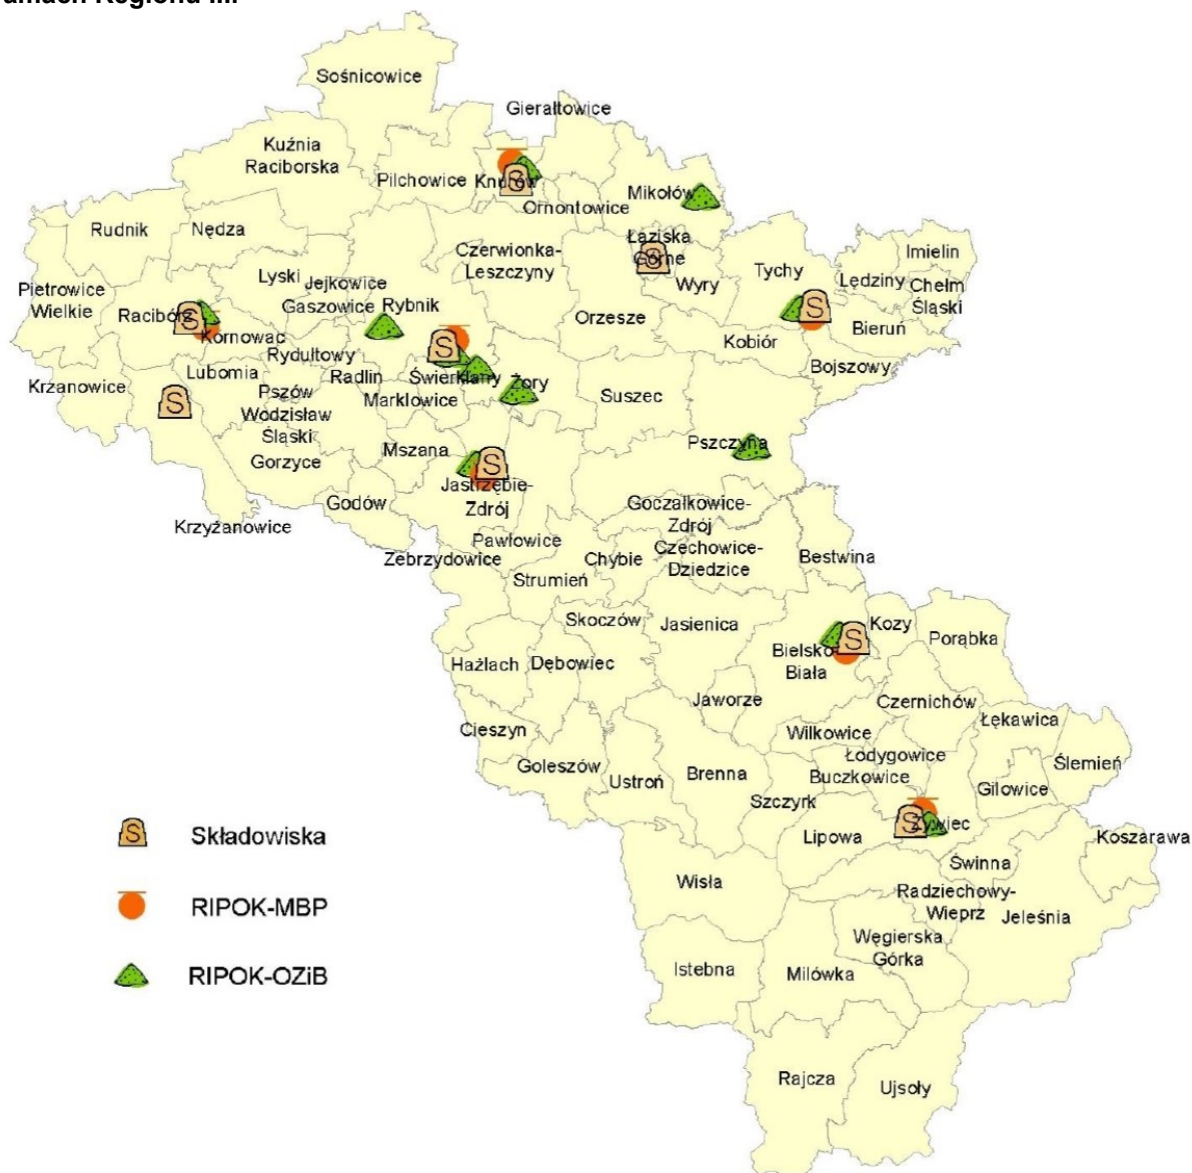 Sośnicowice
Gierałtowice
Kuźnia
Raciborska
Pilchowice
Knurów
S
Ornontowice
Mikołów
Rudnik
Nędza
Czerwionka-
Leszczyny
Łaziska
Górne
S
Wyry
Tychy
S
Lędziny
Imielin
Chełm
Śląski
Bieruń
Pietrowice
Wielkie
Racibórz
S
Kornowac
Lyski
Jejkowice
Gaszowice
Rybnik
Orzesze
Kobiór
Bojszowy
Rydułtowy
S
Krzanowice
Lubomia
Radlin
Świerklany
Żory
S
Pszów
Marklowice
Suszec
Wodzisław
Śląski
Mszana
Pszczyna
Gorzyce
S
Jastrzębie-
Zdrój
Godów
Krzyżanowice
Goczałkowice-
Zdrój
Pawłowice
Zebrzydowice
Chybie
Czechowice-
Dziedzice
Bestwina
Strumień
Skoczów
Jasienica
S
Kozy
Porąbka
Bielsko-
Biała
Hażlach
Dębowiec
Jaworze
Czernichów
Łękawica
Cieszyn
Wilkowice
Łodygowice
Ślemień
Goleszów
Ustroń
Brenna
Buczkowice
Gilowice
Szczyrk
S
Żywiec
Lipowa
Koszarawa
Świnna
Wisła
Radziechowy-
Wieprz
Jeleśnia
Węgierska
Górka
Istebna
Milówka
Rajcza
Ujsoły
S
Składowiska
RIPOK-MBP
RIPOK-OZiB